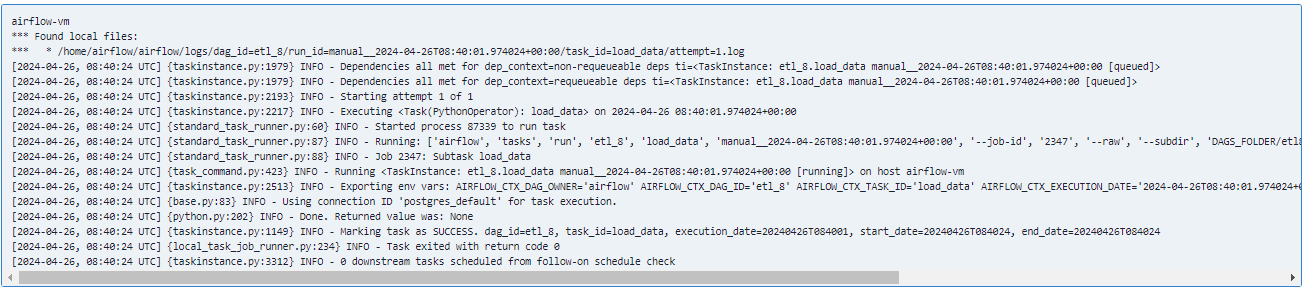 airflow-vm
*** Found local files:
***   * /home/airflow/airflow/logs/dag_id=etl_8/run_id=manual__2024-04-26T08:40:01.974024+00:00/task_id=load_data/attempt=1.log
[2024-04-26, 08:40:24 UTC] {taskinstance.py:1979} INFO - Dependencies all met for dep_context=non-requeueable deps ti=<TaskInstance: etl_8.load_data manual__2024-04-26T08:40:01.974024+00:00 [queued]>
[2024-04-26, 08:40:24 UTC] {taskinstance.py:1979} INFO - Dependencies all met for dep_context=requeueable deps ti=<TaskInstance: etl_8.load_data manual__2024-04-26T08:40:01.974024+00:00 [queued]>
[2024-04-26, 08:40:24 UTC] {taskinstance.py:2193} INFO - Starting attempt 1 of 1
[2024-04-26, 08:40:24 UTC] {taskinstance.py:2217} INFO - Executing <Task(PythonOperator): load_data> on 2024-04-26 08:40:01.974024+00:00
[2024-04-26, 08:40:24 UTC] {standard_task_runner.py:60} INFO - Started process 87339 to run task
[2024-04-26, 08:40:24 UTC] {standard_task_runner.py:87} INFO - Running: ['airflow', 'tasks', 'run', 'etl_8', 'load_data', 'manual__2024-04-26T08:40:01.974024+00:00', '--job-id', '2347', '--raw', '--subdir', 'DAGS_FOLDER/etl8
[2024-04-26, 08:40:24 UTC] {standard_task_runner.py:88} INFO - Job 2347: Subtask load_data
[2024-04-26, 08:40:24 UTC] {task_command.py:423} INFO - Running <TaskInstance: etl_8.load_data manual__2024-04-26T08:40:01.974024+00:00 [running]> on host airflow-vm
[2024-04-26, 08:40:24 UTC] {taskinstance.py:2513} INFO - Exporting env vars: AIRFLOW_CTX_DAG_OWNER='airflow' AIRFLOW_CTX_DAG_ID='etl_8' AIRFLOW_CTX_TASK_ID='load_data' AIRFLOW_CTX_EXECUTION_DATE='2024-04-26T08:40:01.974024+
[2024-04-26, 08:40:24 UTC] {base.py:83} INFO - Using connection ID 'postgres_default' for task execution.
[2024-04-26, 08:40:24 UTC] {python.py:202} INFO - Done. Returned value was: None
[2024-04-26, 08:40:24 UTC] {taskinstance.py:1149} INFO - Marking task as SUCCESS. dag_id=etl_8, task_id=load_data, execution_date=20240426T084001, start_date=20240426T084024, end_date=20240426T084024
[2024-04-26, 08:40:24 UTC] {local_task_job_runner.py:234} INFO - Task exited with return code 0
[2024-04-26, 08:40:24 UTC] {taskinstance.py:3312} INFO - 0 downstream tasks scheduled from follow-on schedule check